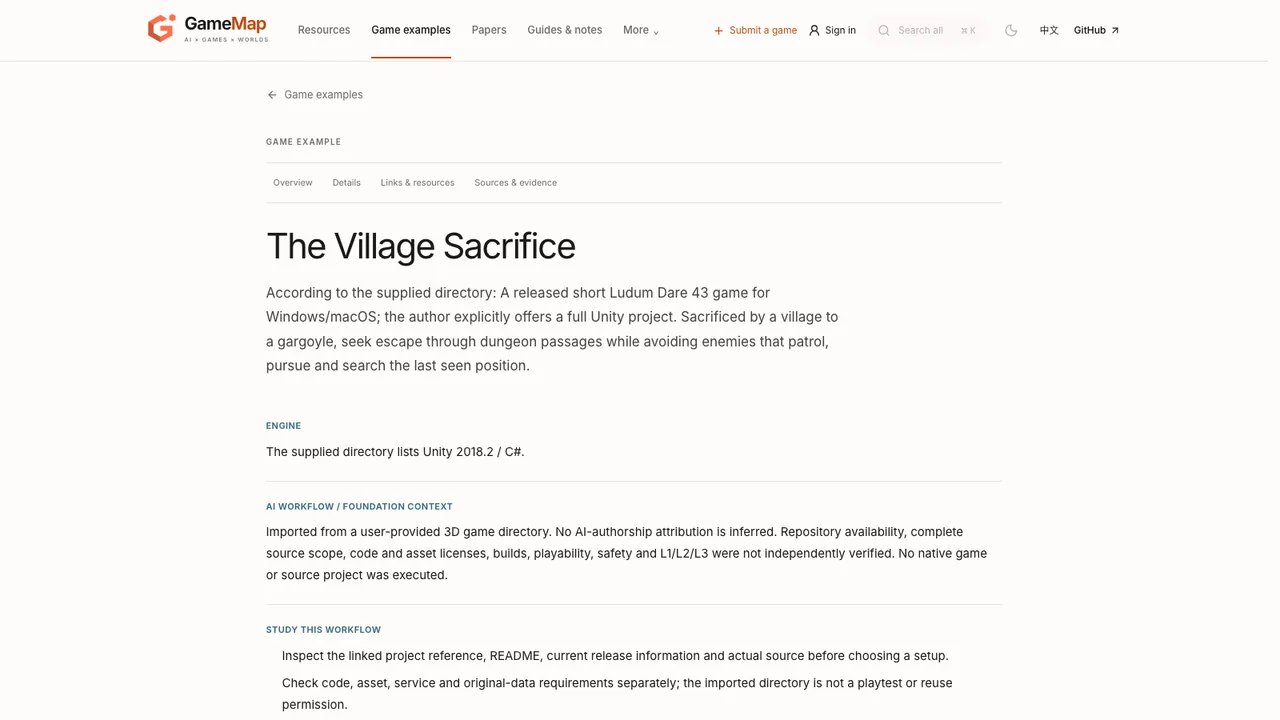 GameMap
AI × GAMES × WORLDS
Resources
Game examples
Papers
Guides & notes
More
+ Submit a game
Sign in
Search all
⌘ K
中文
GitHub ↗
← Game examples
GAME EXAMPLE
Overview
Details
Links & resources
Sources & evidence
The Village Sacrifice
According to the supplied directory: A released short Ludum Dare 43 game for
Windows/macOS; the author explicitly offers a full Unity project. Sacrificed by a village to
a gargoyle, seek escape through dungeon passages while avoiding enemies that patrol,
pursue and search the last seen position.
ENGINE
The supplied directory lists Unity 2018.2 / C#.
AI WORKFLOW / FOUNDATION CONTEXT
Imported from a user-provided 3D game directory. No AI-authorship attribution is inferred. Repository availability, complete
source scope, code and asset licenses, builds, playability, safety and L1/L2/L3 were not independently verified. No native game
or source project was executed.
STUDY THIS WORKFLOW
Inspect the linked project reference, README, current release information and actual source before choosing a setup.
Check code, asset, service and original-data requirements separately; the imported directory is not a playtest or reuse
permission.